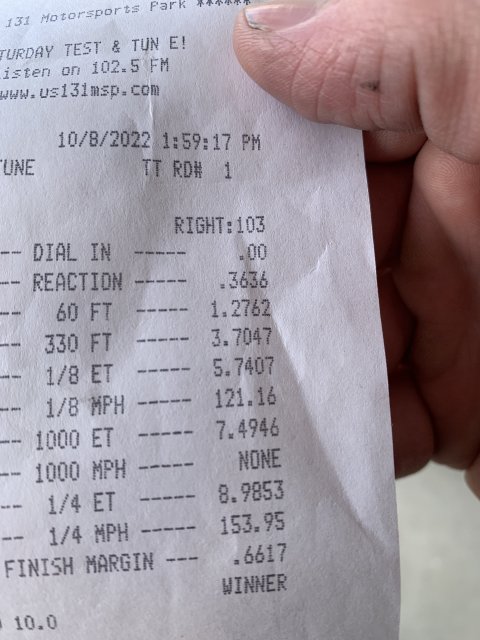 131 Motorsports Park ******
TURDAY TEST & TUN E!
isten on 102.5 FM
www.us131msp.com
10/8/2022 1:59:17 PM
TUNE TT RD# 1
RIGHT:103
-- DIAL IN ----- .00
-- REACTION ----- .3636
-- 60 FT ----- 1.2762
-- 330 FT ----- 3.7047
-- 1/8 ET ----- 5.7407
-- 1/8 MPH ----- 121.16
-- 1000 ET ----- 7.4946
-- 1000 MPH ----- NONE
-- 1/4 ET ----- 8.9853
-- 1/4 MPH ----- 153.95
FINISH MARGIN --- .6617
WINNER
10.0